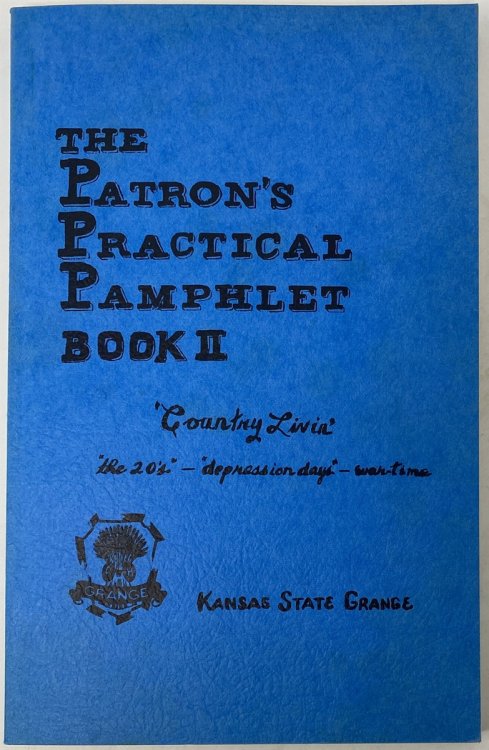 THE
PATRON'S
PRACTICAL
PAMPHLET
BOOK II
"Country Livin"
"the 20's" – "depression days" – war-time
GRANGE
KANSAS STATE GRANGE